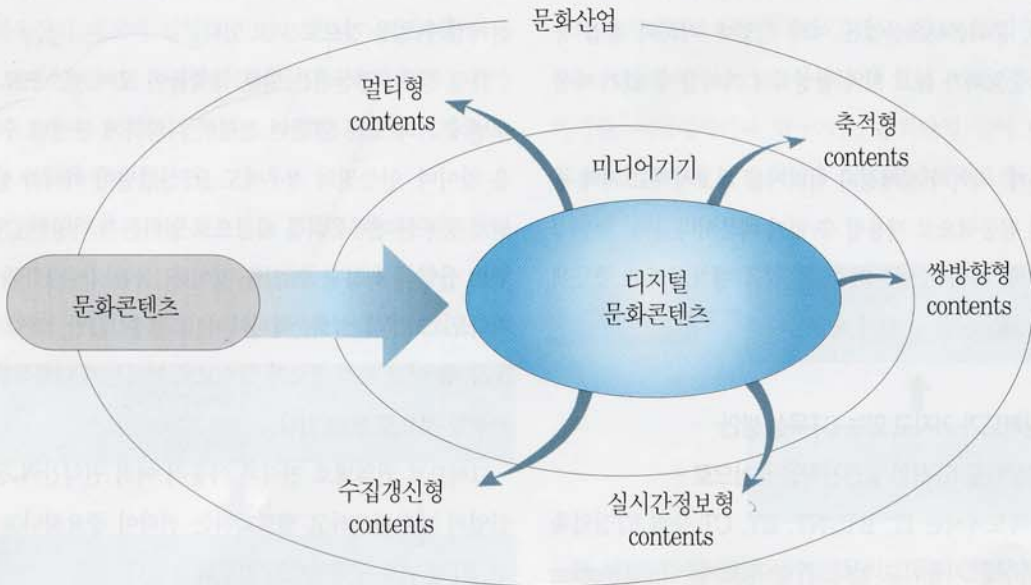 문화산업
멀티형
contents
축적형
contents
미디어기기
쌍방향형
contents
디지털
문화콘텐츠
문화콘텐츠
수집갱신형
contents
실시간정보형
contents